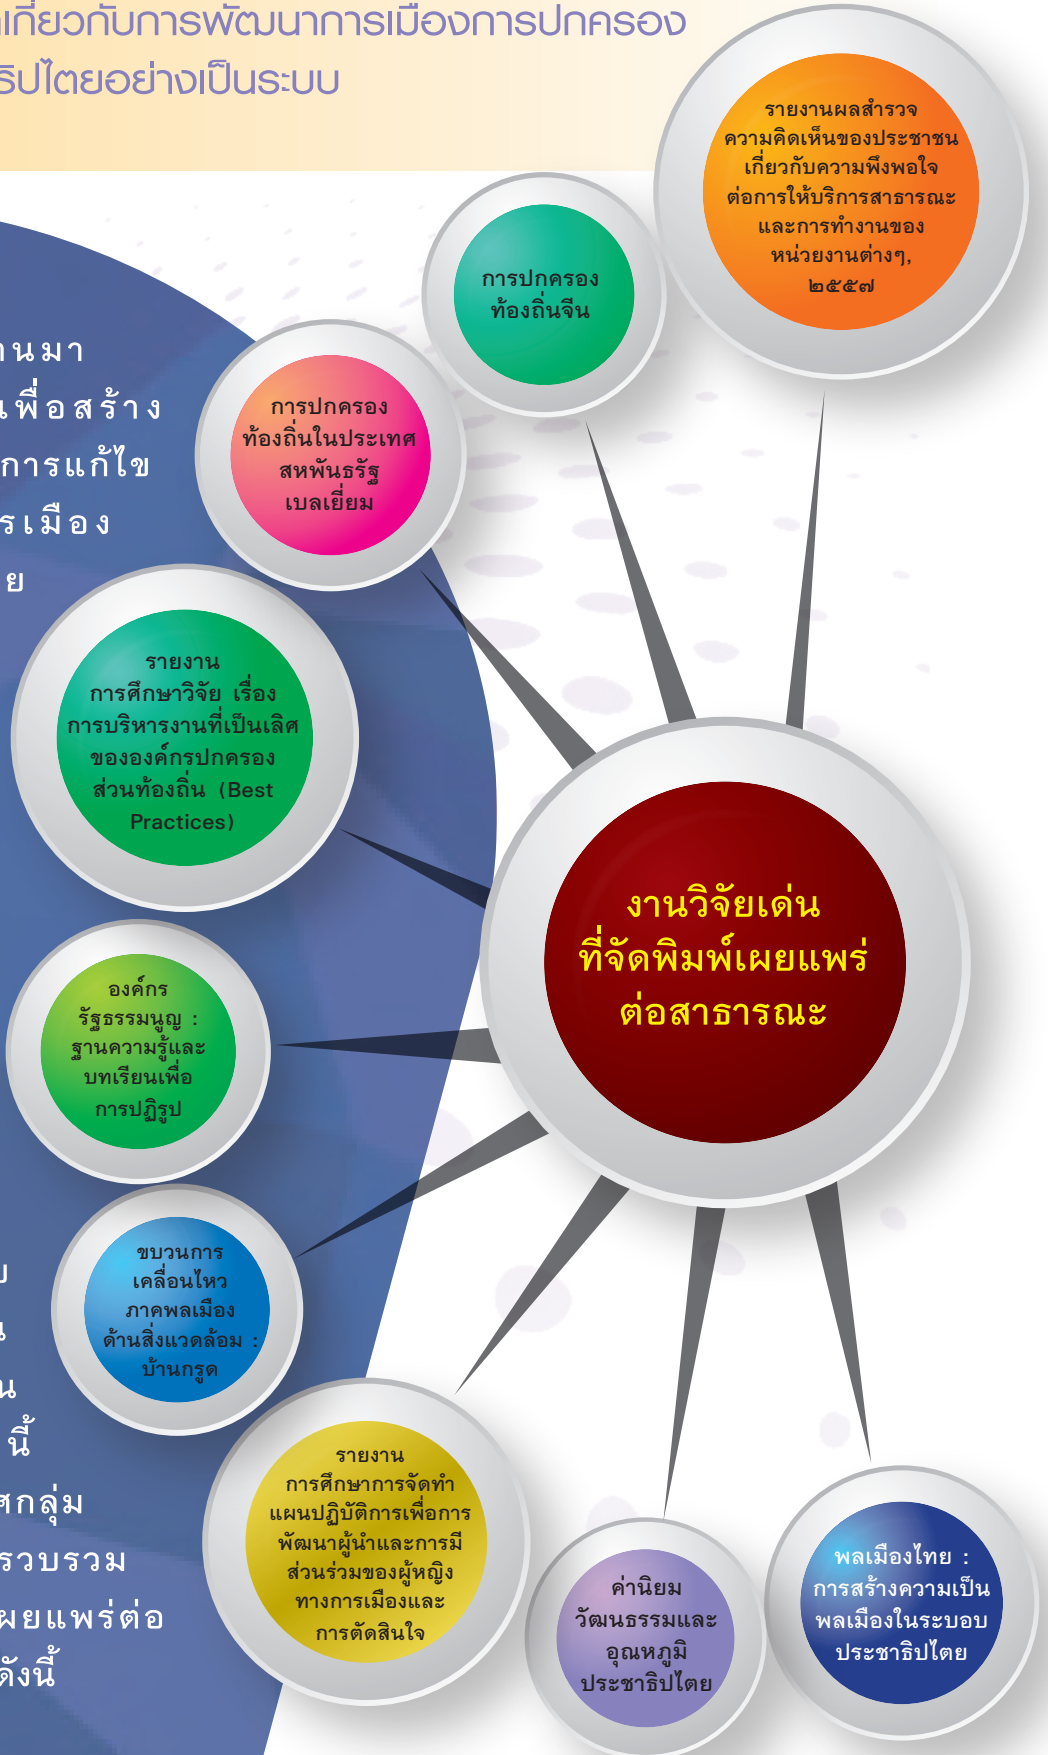 เกี่ยวกับการพัฒนาการเมืองการปกครอง
ธิปไตยอย่างเป็นระบบ
รายงานผลสำรวจ
ความคิดเห็นของประชาชน
เกี่ยวกับความพึงพอใจ
ต่อการให้บริการสาธารณะ
และการทำงานของ
หน่วยงานต่างๆ,
๒๕๕๗
การปกครอง
ท้องถิ่นจีน
การปกครอง
ท้องถิ่นในประเทศ
สหพันธรัฐ
เบลเยี่ยม
านมา
เพื่อสร้าง
การแก้ไข
รเมือง
ย
รายงาน
การศึกษาวิจัย เรื่อง
การบริหารงานที่เป็นเลิศ
ขององค์กรปกครอง
ส่วนท้องถิ่น (Best
Practices)
งานวิจัยเด่น
ที่จัดพิมพ์เผยแพร่
ต่อสาธารณะ
องค์กร
รัฐธรรมนูญ :
ฐานความรู้และ
บทเรียนเพื่อ
การปฏิรูป
ขบวนการ
เคลื่อนไหว
ภาคพลเมือง
ด้านสิ่งแวดล้อม :
บ้านกรูด
น
นี้
ศกลุ่ม
รวบรวม
ผยแพร่ต่อ
ดังนี้
รายงาน
การศึกษาการจัดทำ
แผนปฏิบัติการเพื่อการ
พัฒนาผู้นำและการมี
ส่วนร่วมของผู้หญิง
ทางการเมืองและ
การตัดสินใจ
ค่านิยม
วัฒนธรรมและ
อุณหภูมิ
ประชาธิปไตย
พลเมืองไทย :
การสร้างความเป็น
พลเมืองในระบอบ
ประชาธิปไตย